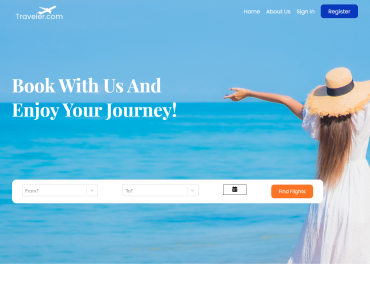 Traveler.com
Home About Us Sign in Register
Book With Us And
Enjoy Your Journey!
From? To? Find Flights